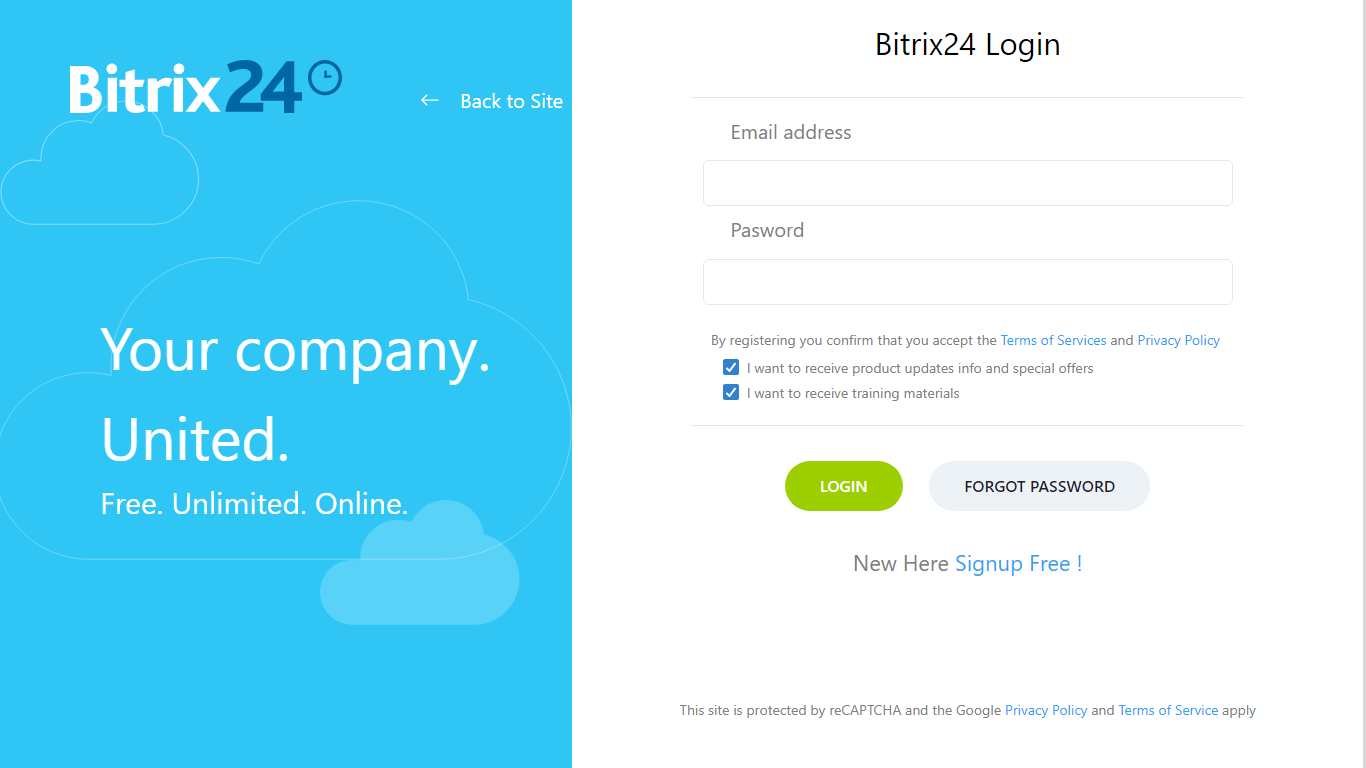 Bitrix24
← Back to Site
Your company.
United.
Free. Unlimited. Online.
Bitrix24 Login
Email address
Pasword
By registering you confirm that you accept the Terms of Services and Privacy Policy
I want to receive product updates info and special offers
I want to receive training materials
LOGIN
FORGOT PASSWORD
New Here Signup Free !
This site is protected by reCAPTCHA and the Google Privacy Policy and Terms of Service apply